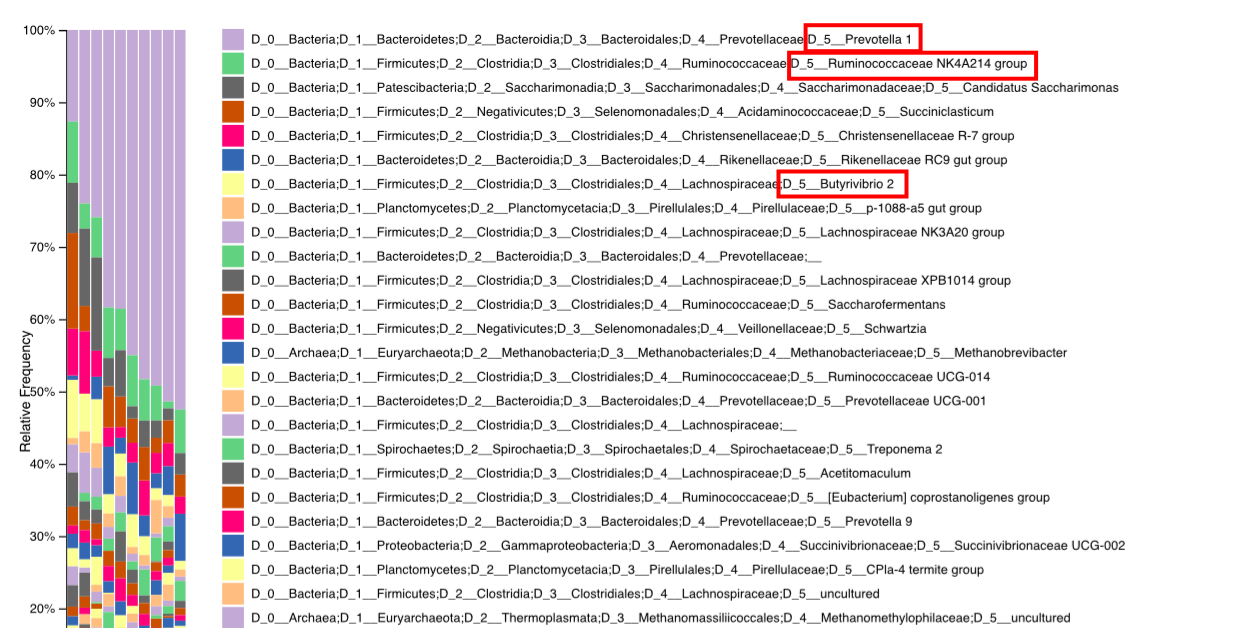 100%
90%
80%
70%
60%
50%
40%
30%
20%
Relative Frequency
D_0__Bacteria;D_1__Bacteroidetes;D_2__Bacteroidia;D_3__Bacteroidales;D_4__Prevotellaceae;D_5__Prevotella 1
D_0__Bacteria;D_1__Firmicutes;D_2__Clostridia;D_3__Clostridiales;D_4__Ruminococcaceae;D_5__Ruminococcaceae NK4A214 group
D_0__Bacteria;D_1__Patescibacteria;D_2__Saccharimonadia;D_3__Saccharimonadales;D_4__Saccharimonadaceae;D_5__Candidatus Saccharimonas
D_0__Bacteria;D_1__Firmicutes;D_2__Negativicutes;D_3__Selenomonadales;D_4__Acidaminococcaceae;D_5__Succiniclasticum
D_0__Bacteria;D_1__Firmicutes;D_2__Clostridia;D_3__Clostridiales;D_4__Christensenellaceae;D_5__Christensenellaceae R-7 group
D_0__Bacteria;D_1__Bacteroidetes;D_2__Bacteroidia;D_3__Bacteroidales;D_4__Rikenellaceae;D_5__Rikenellaceae RC9 gut group
D_0__Bacteria;D_1__Firmicutes;D_2__Clostridia;D_3__Clostridiales;D_4__Lachnospiraceae;D_5__Butyrivibrio 2
D_0__Bacteria;D_1__Planctomycetes;D_2__Planctomycetacia;D_3__Pirellulales;D_4__Pirellulaceae;D_5__p-1088-a5 gut group
D_0__Bacteria;D_1__Firmicutes;D_2__Clostridia;D_3__Clostridiales;D_4__Lachnospiraceae;D_5__Lachnospiraceae NK3A20 group
D_0__Bacteria;D_1__Bacteroidetes;D_2__Bacteroidia;D_3__Bacteroidales;D_4__Prevotellaceae;__
D_0__Bacteria;D_1__Firmicutes;D_2__Clostridia;D_3__Clostridiales;D_4__Lachnospiraceae;D_5__Lachnospiraceae XPB1014 group
D_0__Bacteria;D_1__Firmicutes;D_2__Clostridia;D_3__Clostridiales;D_4__Ruminococcaceae;D_5__Saccharofermentans
D_0__Bacteria;D_1__Firmicutes;D_2__Negativicutes;D_3__Selenomonadales;D_4__Veillonellaceae;D_5__Schwartzia
D_0__Archaea;D_1__Euryarchaeota;D_2__Methanobacteria;D_3__Methanobacteriales;D_4__Methanobacteriaceae;D_5__Methanobrevibacter
D_0__Bacteria;D_1__Firmicutes;D_2__Clostridia;D_3__Clostridiales;D_4__Ruminococcaceae;D_5__Ruminococcaceae UCG-014
D_0__Bacteria;D_1__Bacteroidetes;D_2__Bacteroidia;D_3__Bacteroidales;D_4__Prevotellaceae;D_5__Prevotellaceae UCG-001
D_0__Bacteria;D_1__Firmicutes;D_2__Clostridia;D_3__Clostridiales;D_4__Lachnospiraceae;__
D_0__Bacteria;D_1__Spirochaetes;D_2__Spirochaetia;D_3__Spirochaetales;D_4__Spirochaetaceae;D_5__Treponema 2
D_0__Bacteria;D_1__Firmicutes;D_2__Clostridia;D_3__Clostridiales;D_4__Lachnospiraceae;D_5__Acetitomaculum
D_0__Bacteria;D_1__Firmicutes;D_2__Clostridia;D_3__Clostridiales;D_4__Ruminococcaceae;D_5__[Eubacterium] coprostanoligenes group
D_0__Bacteria;D_1__Bacteroidetes;D_2__Bacteroidia;D_3__Bacteroidales;D_4__Prevotellaceae;D_5__Prevotella 9
D_0__Bacteria;D_1__Proteobacteria;D_2__Gammaproteobacteria;D_3__Aeromonadales;D_4__Succinivibrionaceae;D_5__Succinivibrionaceae UCG-002
D_0__Bacteria;D_1__Planctomycetes;D_2__Planctomycetacia;D_3__Pirellulales;D_4__Pirellulaceae;D_5__CPla-4 termite group
D_0__Bacteria;D_1__Firmicutes;D_2__Clostridia;D_3__Clostridiales;D_4__Lachnospiraceae;D_5__uncultured
D_0__Archaea;D_1__Euryarchaeota;D_2__Thermoplasmata;D_3__Methanomassiliicoccales;D_4__Methanomethylophilaceae;D_5__uncultured